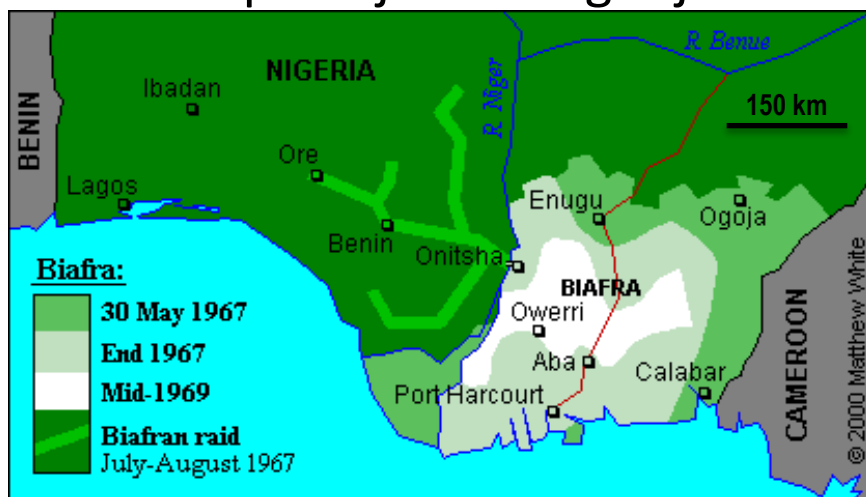 NIGERIA
R. Benue
Ibadan
BENIN
R. Niger
150 km
Ore
Lagos
Enugu
Ogoja
Benin
Onitsha
Biafra:
BIAFRA
30 May 1967
Owerri
End 1967
Aba
Calabar
Mid-1969
Port Harcourt
CAMEROON
Biafran raid
July-August 1967
© 2000 Matthew White